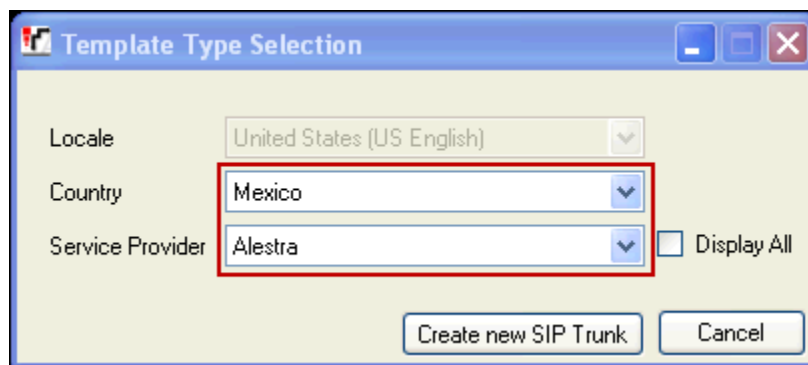 Template Type Selection
Locale United States (US English)
Country Mexico
Service Provider Alestra Display All
Create new SIP Trunk Cancel